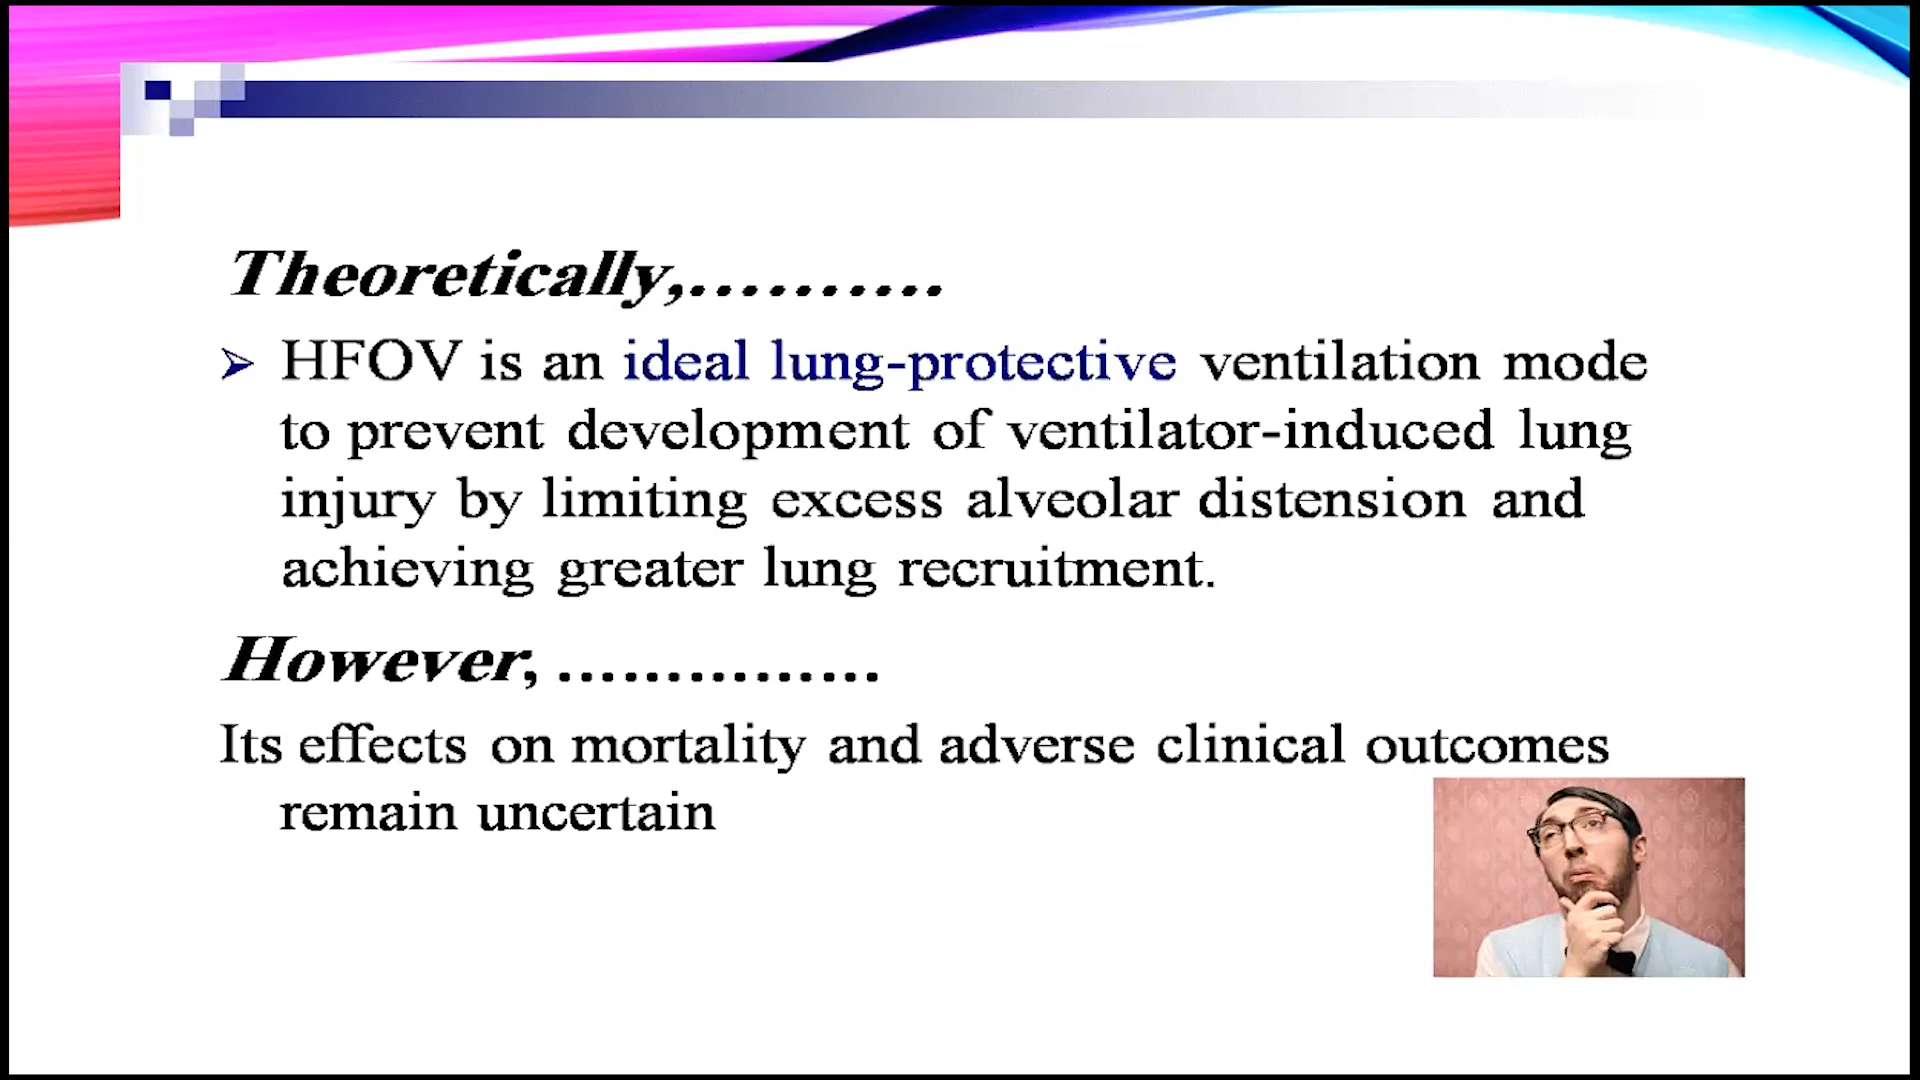 Theoretically,..........
➢ HFOV is an ideal lung-protective ventilation mode
to prevent development of ventilator-induced lung
injury by limiting excess alveolar distension and
achieving greater lung recruitment.
However, ...............
Its effects on mortality and adverse clinical outcomes
remain uncertain